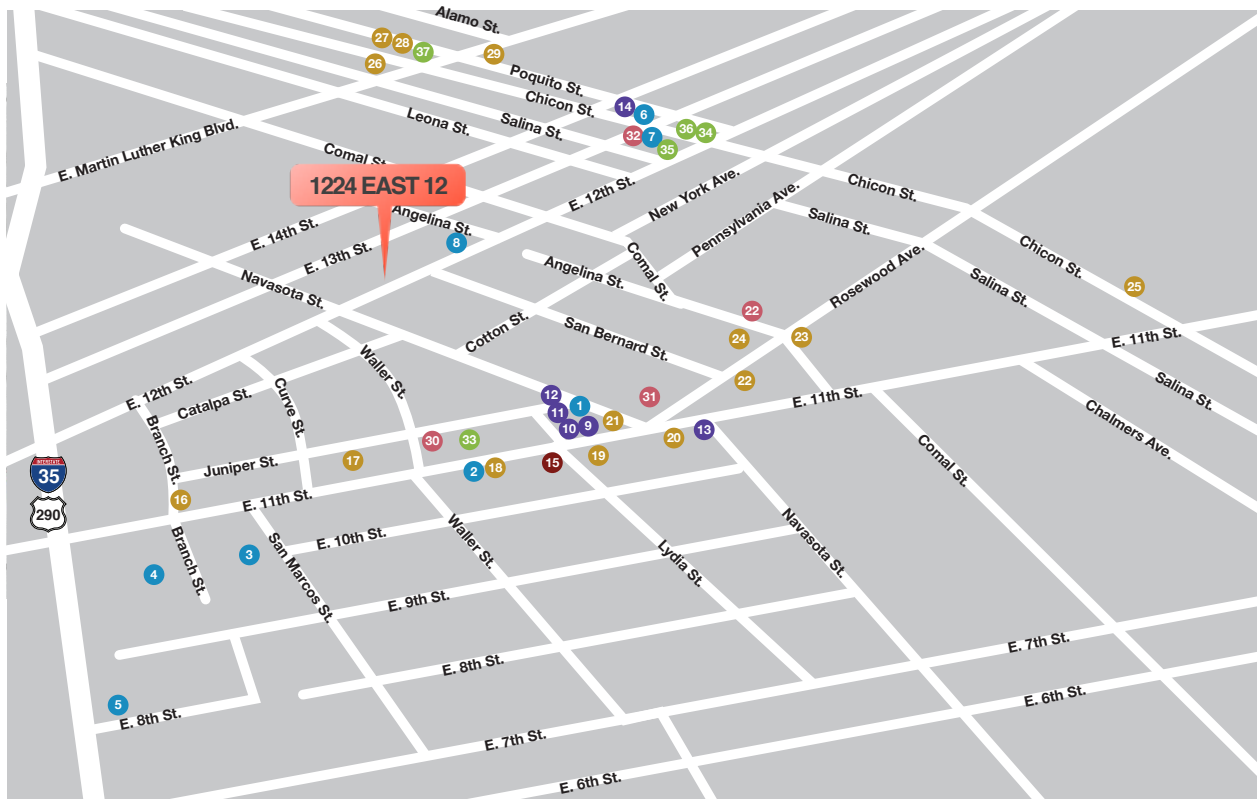 Alamo St.
27
28
37
29
26
Poquito St.
Chicon St.
14
6
Leona St.
Salina St.
32
7
36
34
35
E. Martin Luther King Blvd.
Comal St.
1224 EAST 12
E. 12th St.
New York Ave.
Pennsylvania Ave.
Chicon St.
Salina St.
Angelina St.
8
E. 14th St.
E. 13th St.
Navasota St.
Angelina St.
Comal St.
Rosewood Ave.
Chicon St.
Salina St.
25
22
24
23
E. 11th St.
Cotton St.
San Bernard St.
Waller St.
22
E. 12th St.
Catalpa St.
Curve St.
Branch St.
12
1
31
11
21
10
9
20
13
E. 11th St.
Salina St.
Chalmers Ave.
30
33
17
Juniper St.
2
18
15
19
Comal St.
INTERSTATE
35
290
16
E. 11th St.
Branch St.
3
4
San Marcos St.
E. 10th St.
Waller St.
Lydia St.
Navasota St.
E. 9th St.
E. 8th St.
E. 7th St.
E. 6th St.
5
E. 8th St.
E. 7th St.
E. 6th St.